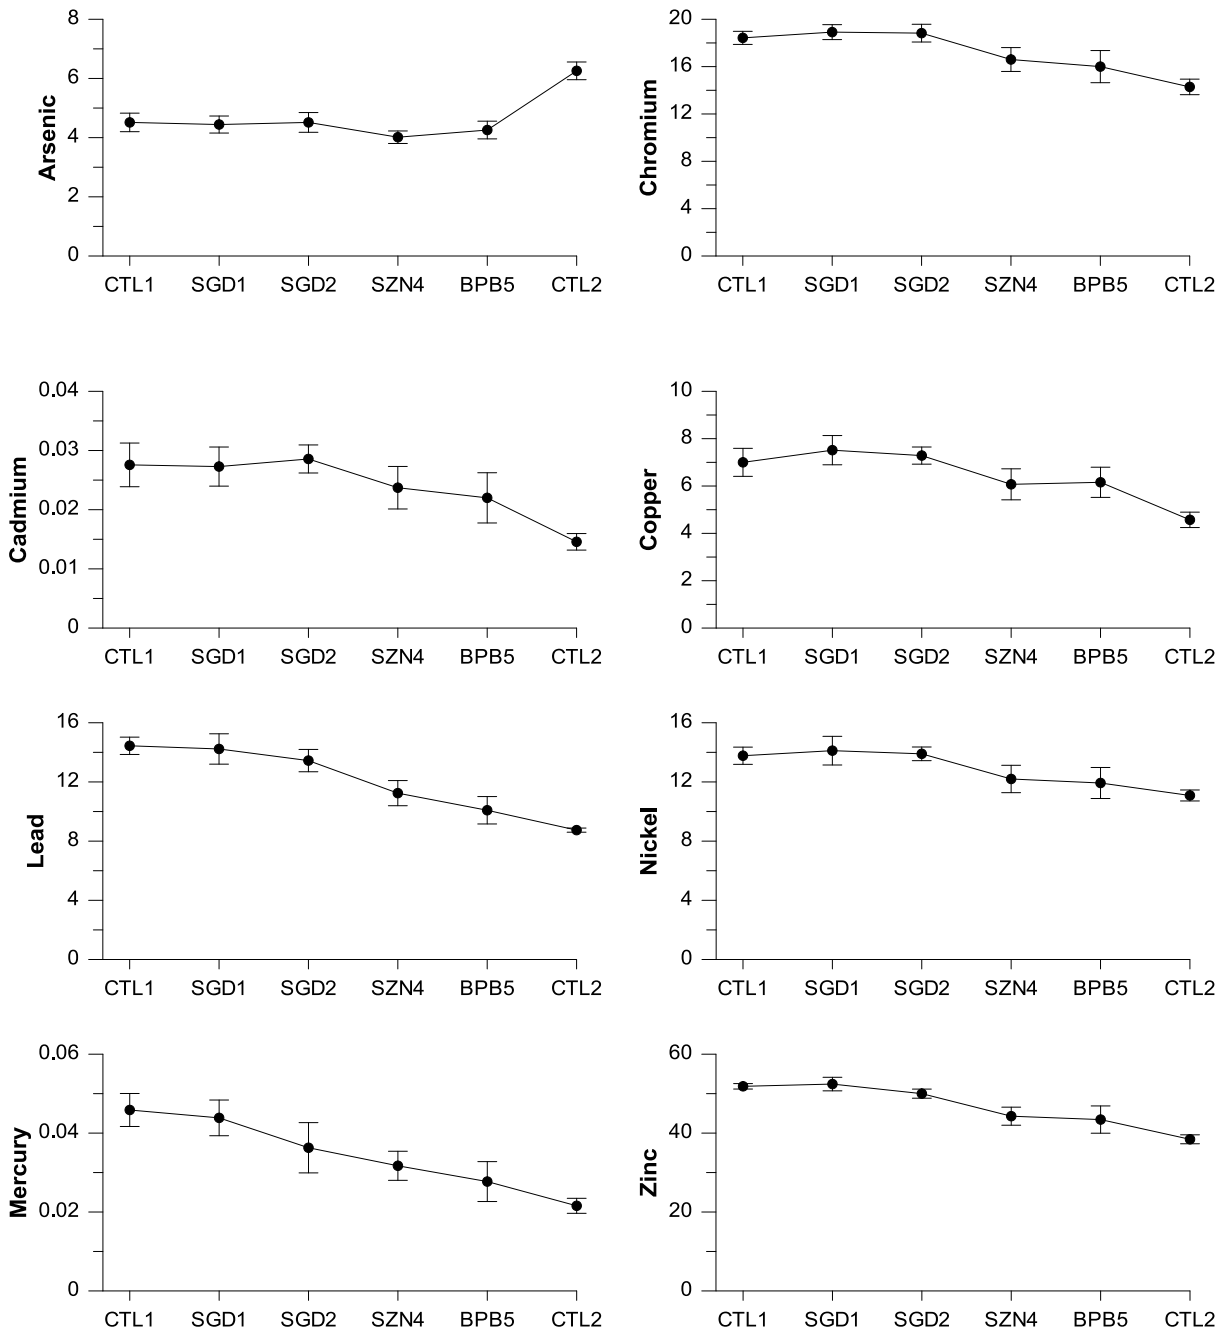 Arsenic
8
6
4
2
0
CTL1 SGD1 SGD2 SZN4 BPB5 CTL2
Chromium
20
16
12
8
4
0
CTL1 SGD1 SGD2 SZN4 BPB5 CTL2
Cadmium
0.04
0.03
0.02
0.01
0
CTL1 SGD1 SGD2 SZN4 BPB5 CTL2
Copper
10
8
6
4
2
0
CTL1 SGD1 SGD2 SZN4 BPB5 CTL2
Lead
16
12
8
4
0
CTL1 SGD1 SGD2 SZN4 BPB5 CTL2
Nickel
16
12
8
4
0
CTL1 SGD1 SGD2 SZN4 BPB5 CTL2
Mercury
0.06
0.04
0.02
0
CTL1 SGD1 SGD2 SZN4 BPB5 CTL2
Zinc
60
40
20
0
CTL1 SGD1 SGD2 SZN4 BPB5 CTL2